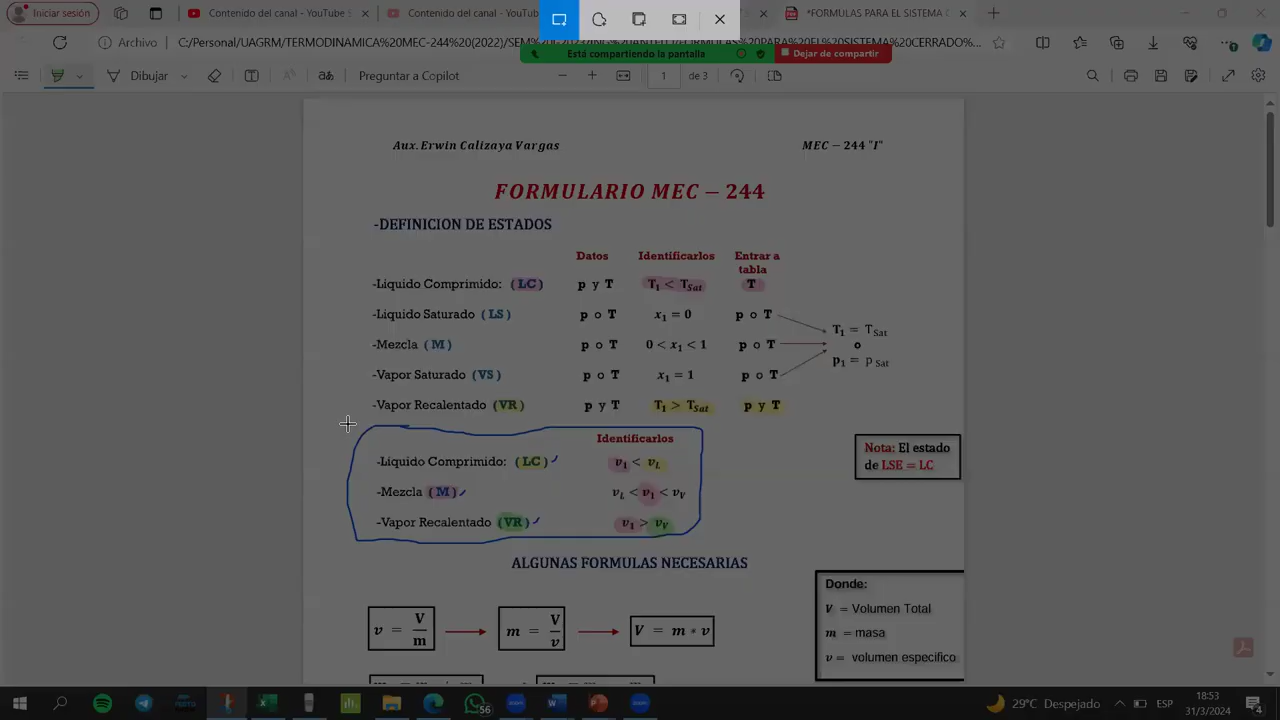 Iniciar sesión
Contenido del canal - YouTube S
Contenido del canal - YouTube
*FORMULAS PARA EL SISTEMA C
Archivo
C:/Personal/UAGRM/TERMODINAMICA%20MEC-244%20(2022)/
Está compartiendo la pantalla
Dejar de compartir
Dibujar
Preguntar a Copilot
1 de 3
Aux. Erwin Calizaya Vargas
MEC − 244 "I"
FORMULARIO MEC − 244
-DEFINICION DE ESTADOS
Datos Identificarlos Entrar a tabla
-Liquido Comprimido: (LC) p y T T₁ < T_Sat T
-Liquido Saturado (LS) p o T x₁ = 0 p o T
T₁ = T_Sat
-Mezcla (M) p o T 0 < x₁ < 1 p o T
o
p₁ = p_Sat
-Vapor Saturado (VS) p o T x₁ = 1 p o T
-Vapor Recalentado (VR) p y T T₁ > T_Sat p y T
Identificarlos
-Liquido Comprimido: (LC) v₁ < v_L
-Mezcla (M) v_L < v₁ < v_V
-Vapor Recalentado (VR) v₁ > v_V
Nota: El estado
de LSE = LC
ALGUNAS FORMULAS NECESARIAS
v = V/m
m = V/v
V = m * v
Donde:
V = Volumen Total
m = masa
v = volumen especifico
56
29°C Despejado
ESP
18:53
31/3/2024
4